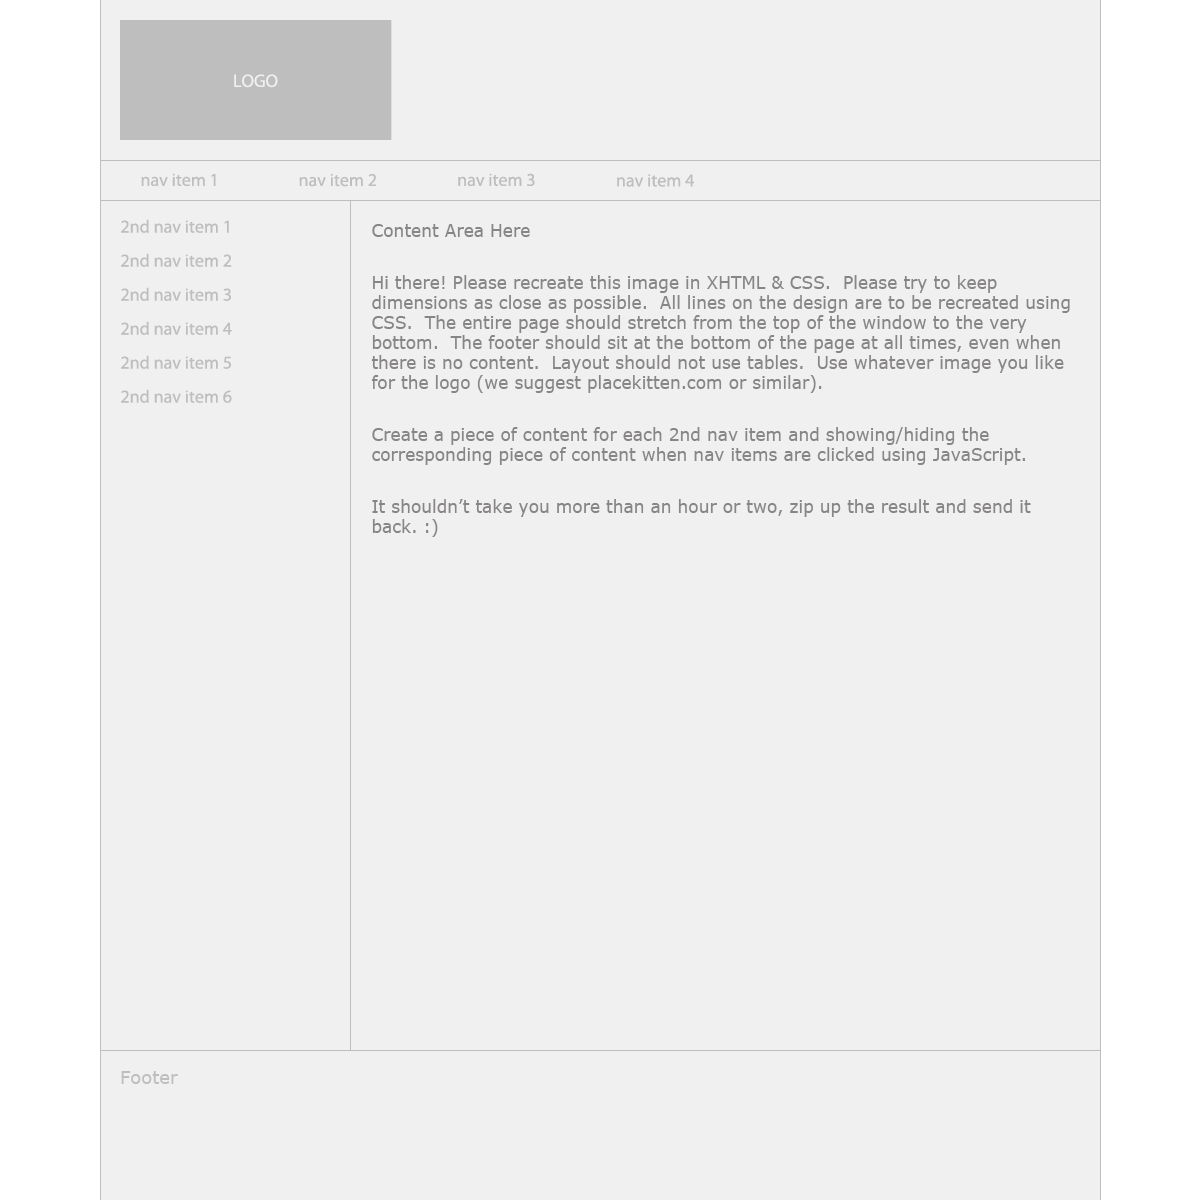 LOGO
nav item 1
nav item 2
nav item 3
nav item 4
2nd nav item 1
2nd nav item 2
2nd nav item 3
2nd nav item 4
2nd nav item 5
2nd nav item 6
Content Area Here
Hi there! Please recreate this image in XHTML & CSS.  Please try to keep
dimensions as close as possible.  All lines on the design are to be recreated using
CSS.  The entire page should stretch from the top of the window to the very
bottom.  The footer should sit at the bottom of the page at all times, even when
there is no content.  Layout should not use tables.  Use whatever image you like
for the logo (we suggest placekitten.com or similar).
Create a piece of content for each 2nd nav item and showing/hiding the
corresponding piece of content when nav items are clicked using JavaScript.
It shouldn’t take you more than an hour or two, zip up the result and send it
back. :)
Footer